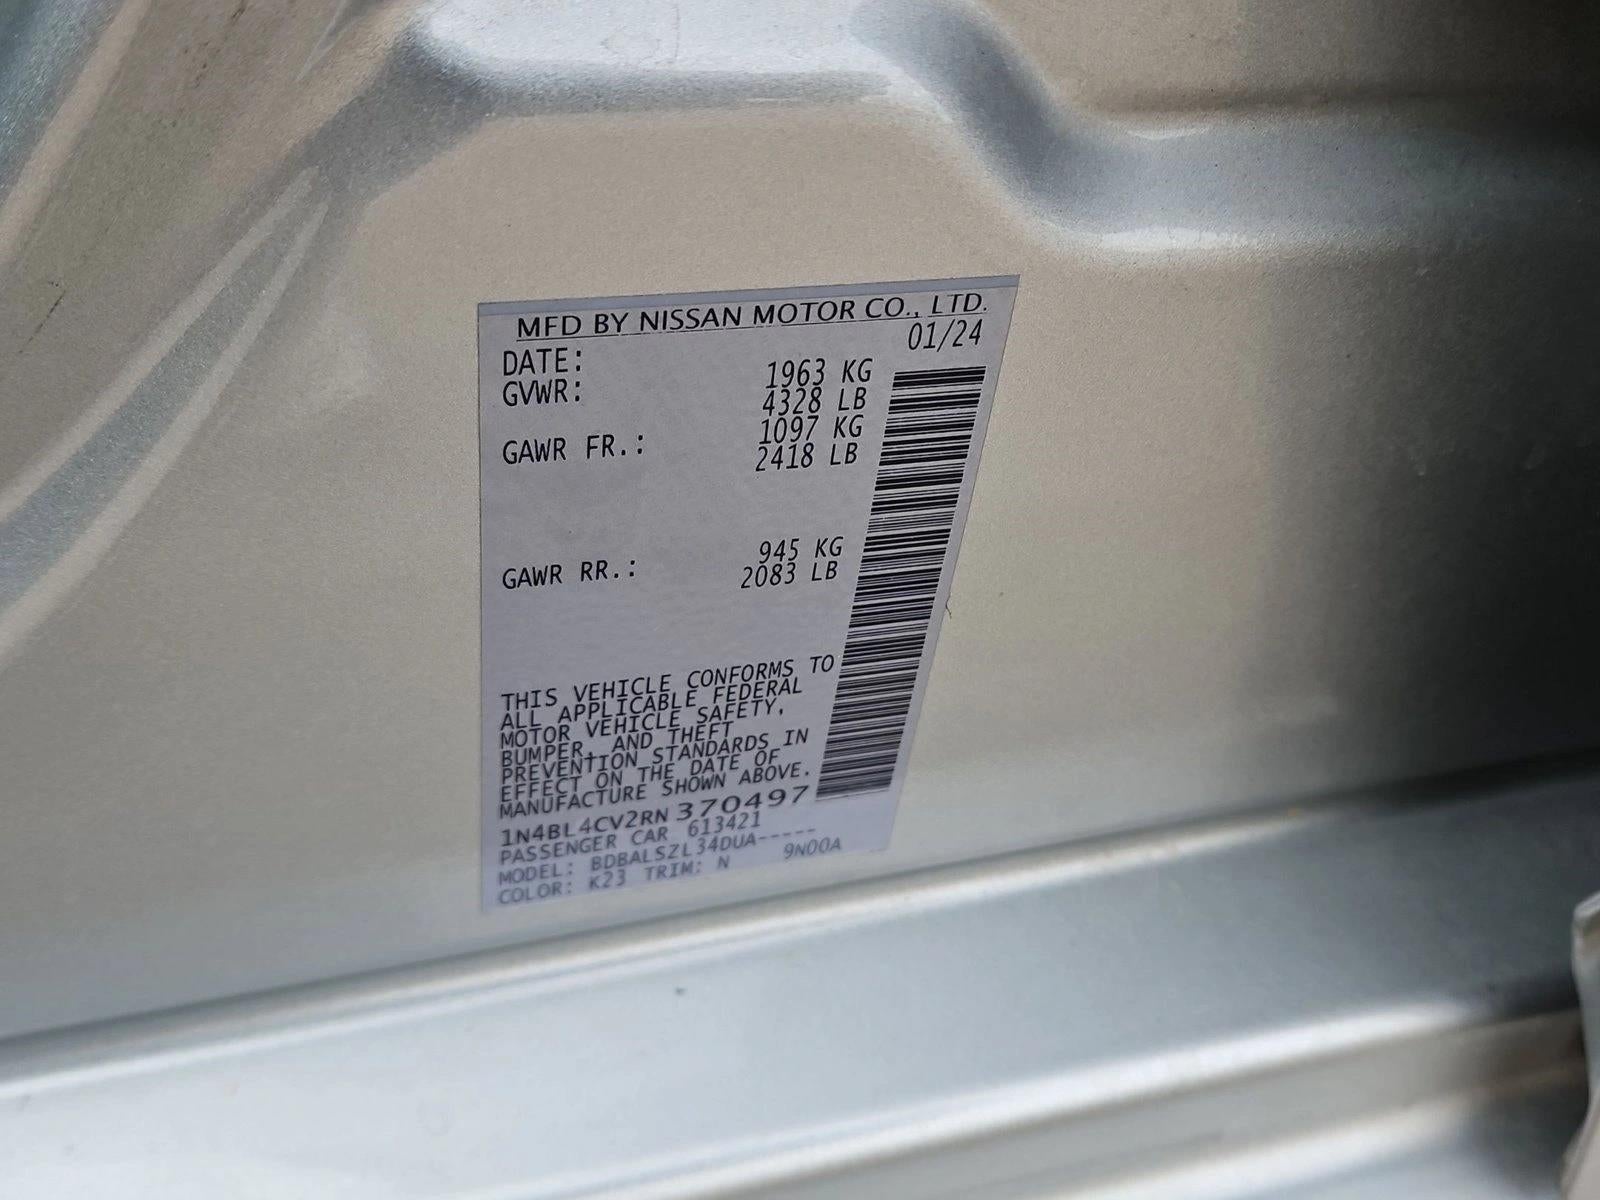 MFD BY NISSAN MOTOR CO., LTD.
DATE: 01/24
GVWR: 1963 KG
4328 LB
GAWR FR.: 1097 KG
2418 LB
GAWR RR.: 945 KG
2083 LB
THIS VEHICLE CONFORMS TO
ALL APPLICABLE FEDERAL
MOTOR VEHICLE SAFETY,
BUMPER, AND THEFT
PREVENTION STANDARDS IN
EFFECT ON THE DATE OF
MANUFACTURE SHOWN ABOVE.
1N4BL4CV2RN370497
PASSENGER CAR 613421
MODEL: BDBALSZL34DUA-----
COLOR: K23 TRIM: N 9N00A